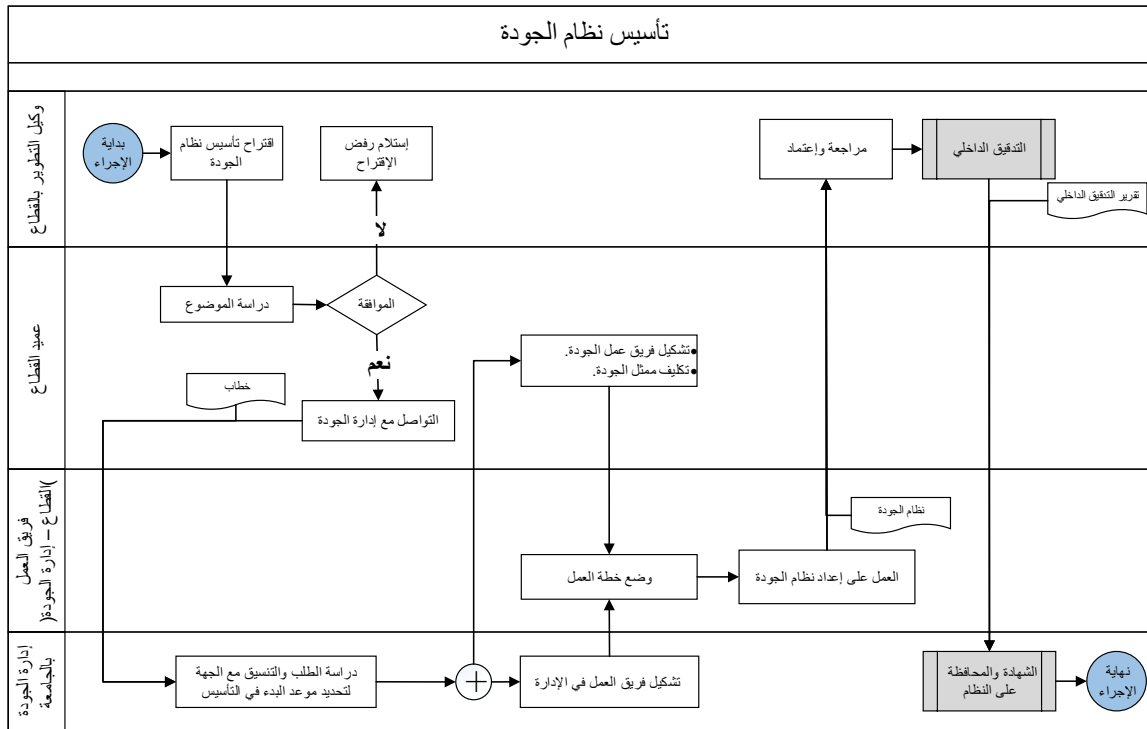 تأسيس نظام الجودة
وكيل التطوير بالقطاع
بداية
الإجراء
اقتراح تأسيس نظام
الجودة
إستلام رفض
الإقتراح
لا
مراجعة وإعتماد
التدقيق الداخلي
تقرير التدقيق الداخلي
عميد القطاع
دراسة الموضوع
الموافقة
نعم
خطاب
التواصل مع إدارة الجودة
•تشكيل فريق عمل الجودة.
•تكليف ممثل الجودة.
فريق العمل
)القطاع – إدارة الجودة(
وضع خطة العمل
العمل على إعداد نظام الجودة
نظام الجودة
إدارة الجودة
بالجامعة
دراسة الطلب والتنسيق مع الجهة
لتحديد موعد البدء في التأسيس
تشكيل فريق العمل في الإدارة
الشهادة والمحافظة
على النظام
نهاية
الإجراء